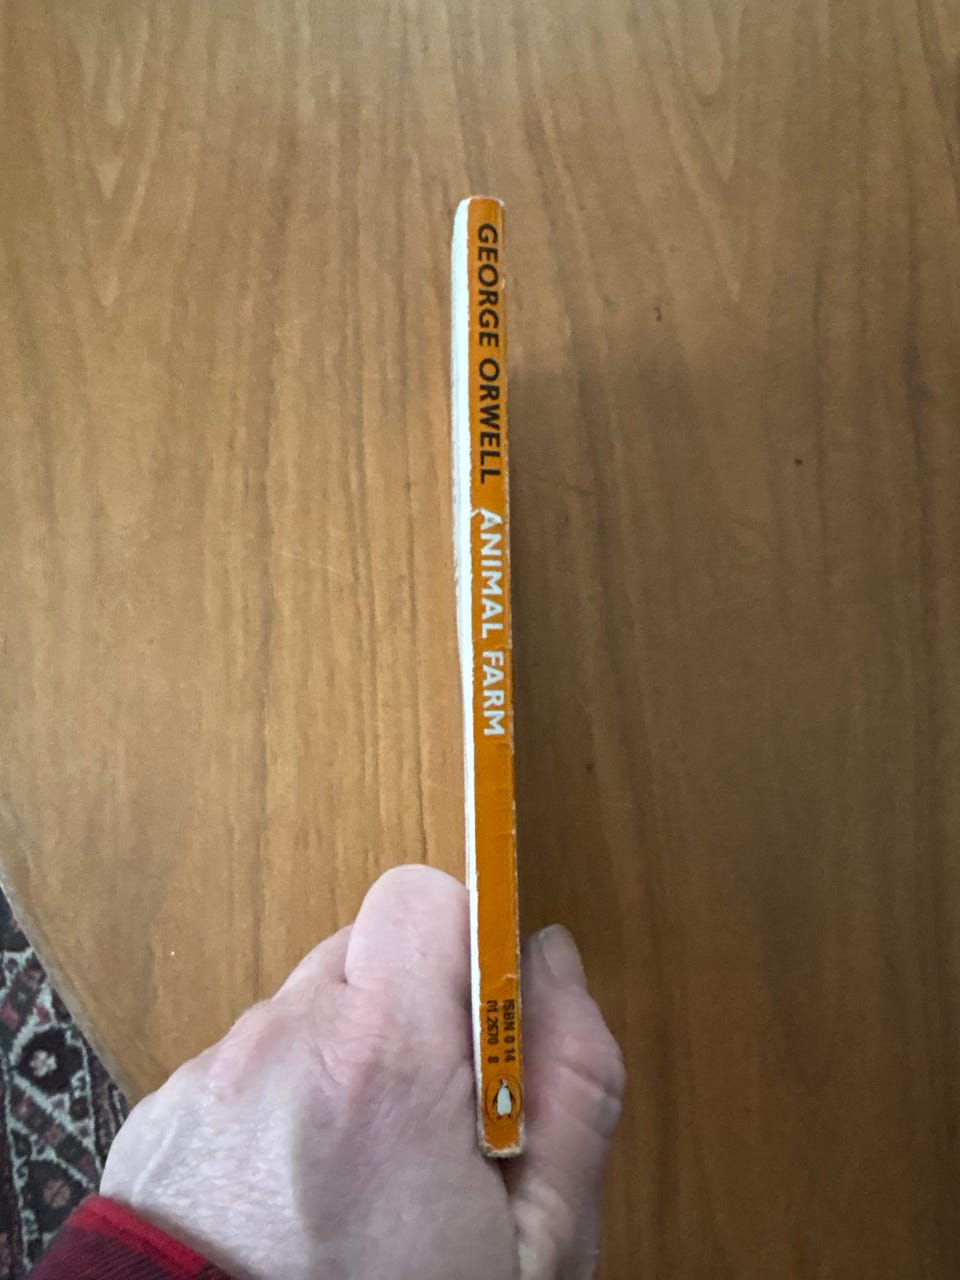 GEORGE ORWELL ANIMAL FARM
ISBN 0 14
01.2670 8